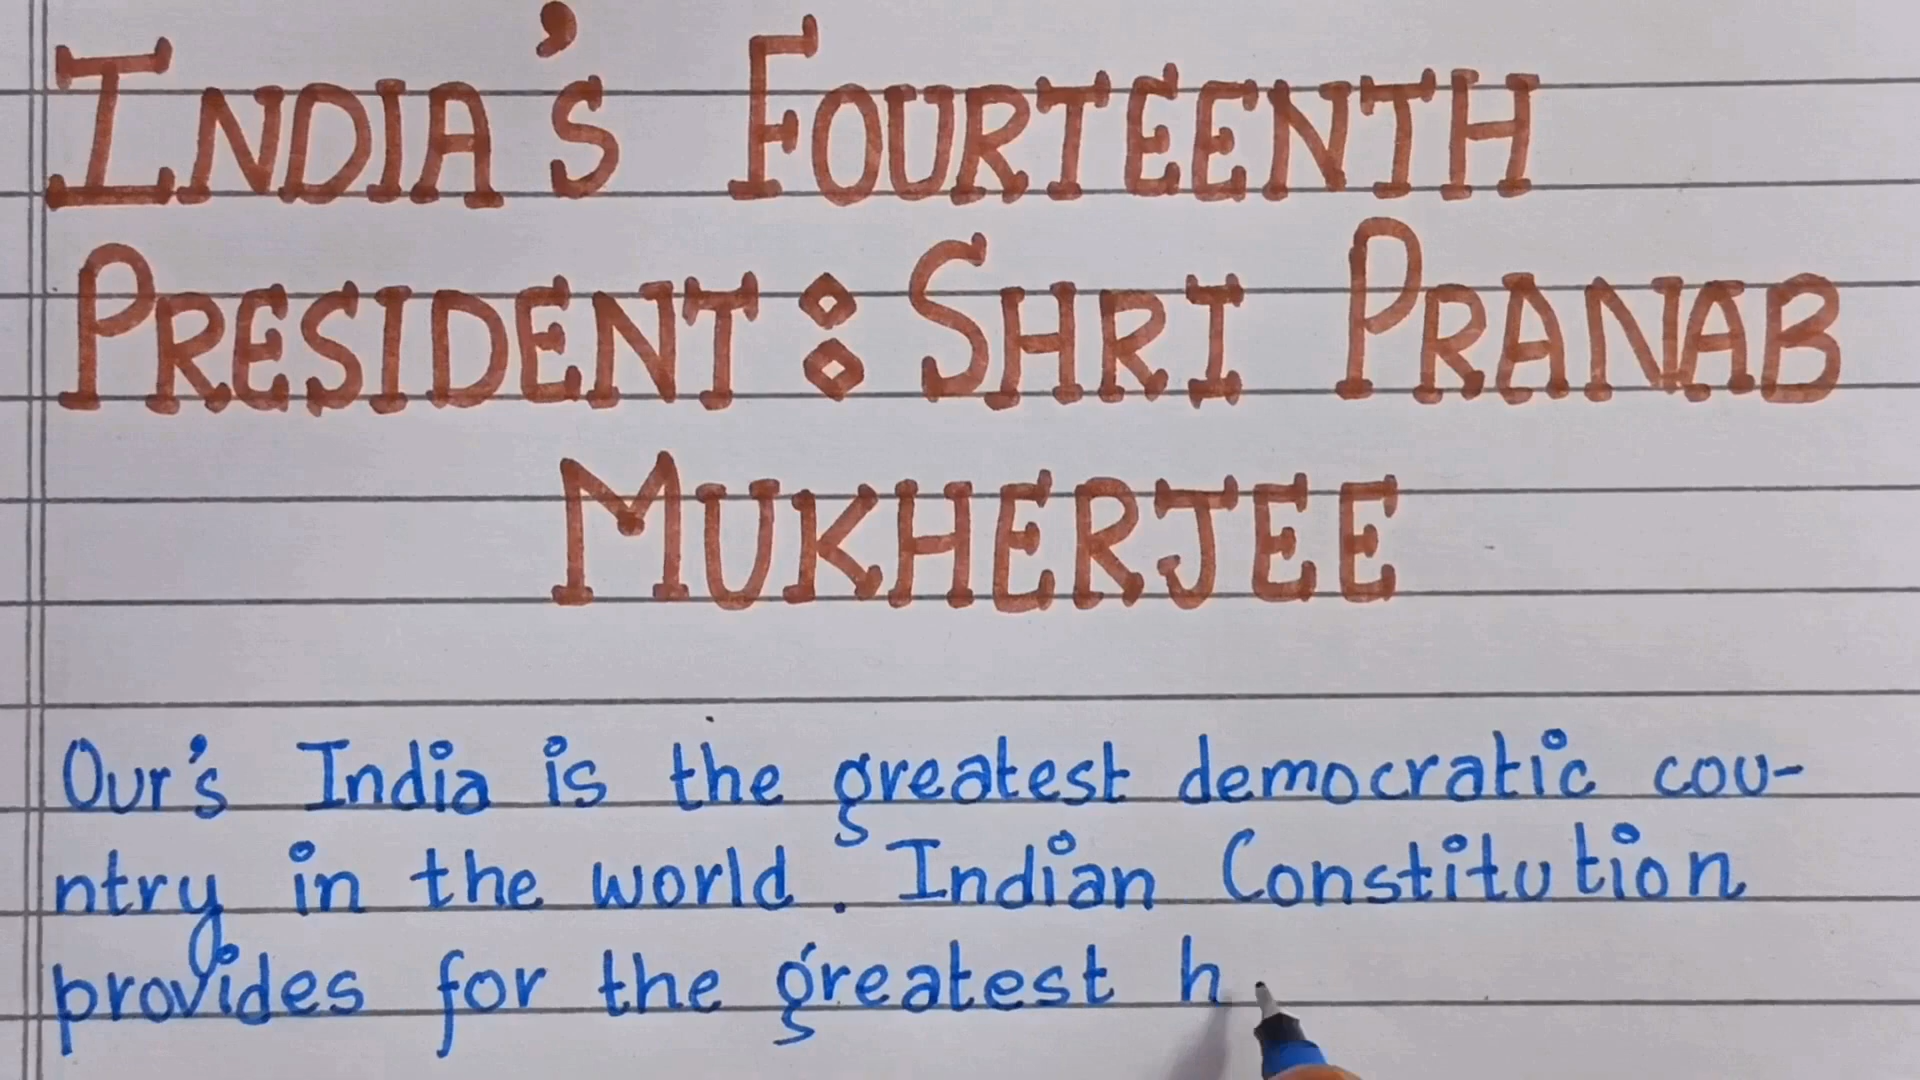 INDIA'S FOURTEENTH
PRESIDENT: SHRI PRANAB
MUKHERJEE
Our's India is the greatest democratic cou-
ntry in the world. Indian Constitution
provides for the greatest h